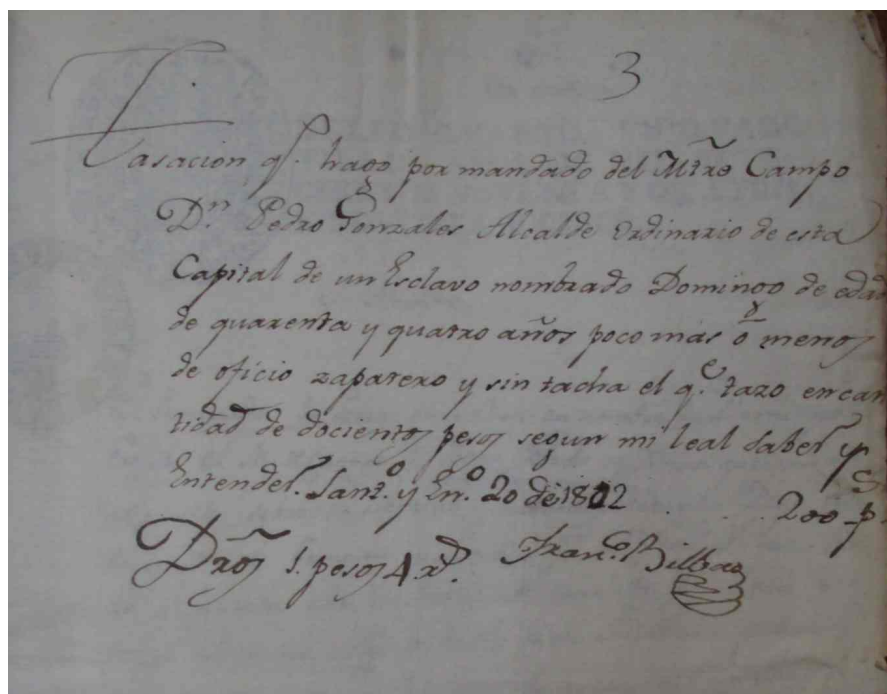 3
Tasacion q.e hago por mandado del Mtre Campo
Dn. Pedro Gonzales Alcalde Ordinario de esta
Capital de un Esclavo nombrado Domingo de edad
de quarenta y quatro años poco mas ò menos
de oficio zapatero y sin tacha el q.e tazo en can
tidad de docientos pesos segun mi leal saber y
Entender. Sant.o y En.o 20 de 1802 . . . . 200 p.s
Dros 1. pesos 4 r.s Fran.co Bilbao